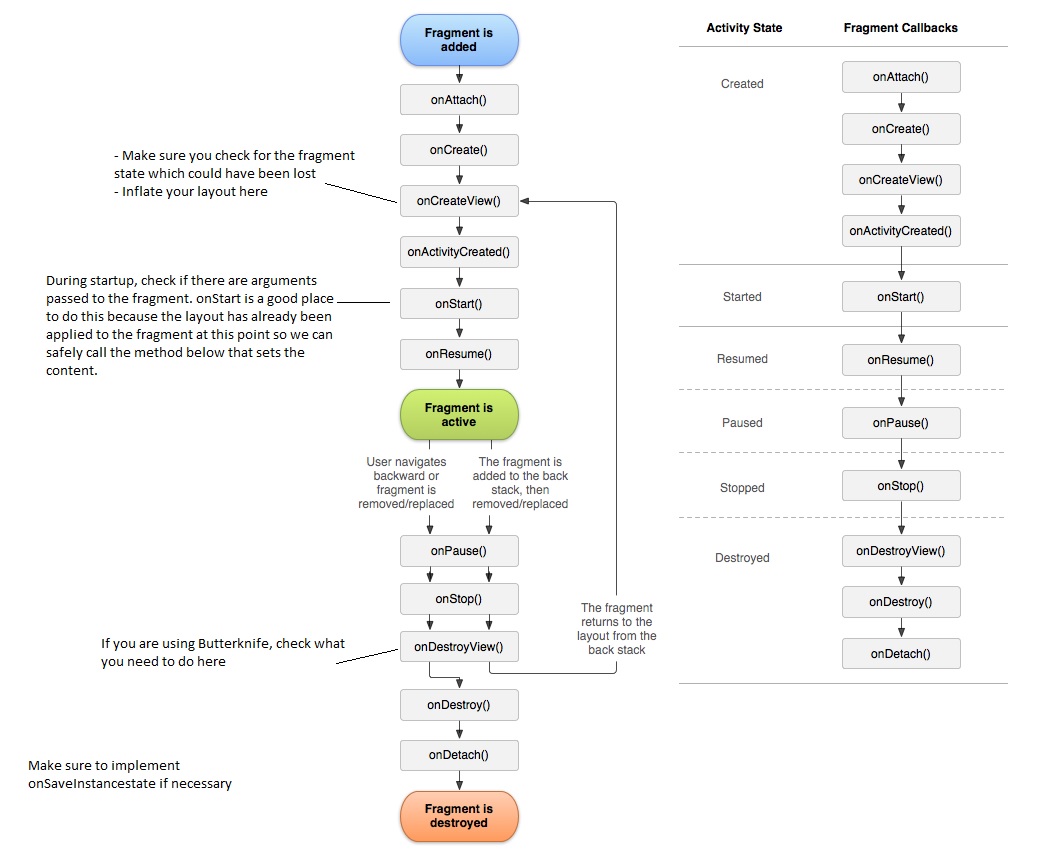 Fragment is
added
onAttach()
onCreate()
- Make sure you check for the fragment
state which could have been lost
- Inflate your layout here
onCreateView()
onActivityCreated()
During startup, check if there are arguments
passed to the fragment. onStart is a good place
to do this because the layout has already been
applied to the fragment at this point so we can
safely call the method below that sets the
content.
onStart()
onResume()
Fragment is
active
User navigates
backward or
fragment is
removed/replaced
The fragment is
added to the back
stack, then
removed/replaced
onPause()
onStop()
If you are using Butterknife, check what
you need to do here
onDestroyView()
The fragment
returns to the
layout from the
back stack
onDestroy()
onDetach()
Make sure to implement
onSaveInstancestate if necessary
Fragment is
destroyed
Activity State
Fragment Callbacks
Created
onAttach()
onCreate()
onCreateView()
onActivityCreated()
Started
onStart()
Resumed
onResume()
Paused
onPause()
Stopped
onStop()
Destroyed
onDestroyView()
onDestroy()
onDetach()